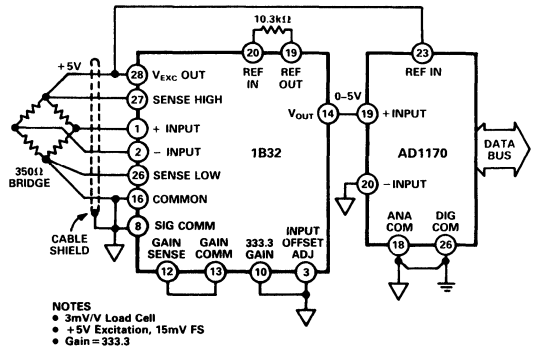 10.3kΩ
+5V
28 VEXC OUT
20 REF IN
19 REF OUT
23 REF IN
27 SENSE HIGH
0–5V
1 + INPUT
VOUT 14
19 +INPUT
2 – INPUT
1B32
AD1170
DATA BUS
350Ω BRIDGE
26 SENSE LOW
20 –INPUT
16 COMMON
8 SIG COMM
CABLE SHIELD
GAIN SENSE 12
GAIN COMM 13
333.3 GAIN 10
INPUT OFFSET ADJ 3
ANA COM 18
DIG COM 26
NOTES
● 3mV/V Load Cell
● +5V Excitation, 15mV FS
● Gain = 333.3